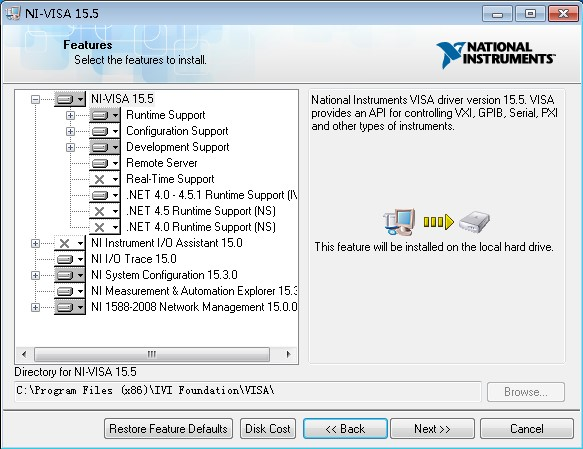 NI-VISA 15.5
Features
Select the features to install.
NATIONAL
INSTRUMENTS
NI-VISA 15.5
Runtime Support
Configuration Support
Development Support
Remote Server
Real-Time Support
.NET 4.0 - 4.5.1 Runtime Support (I
.NET 4.5 Runtime Support (NS)
.NET 4.0 Runtime Support (NS)
NI Instrument I/O Assistant 15.0
NI I/O Trace 15.0
NI System Configuration 15.3.0
NI Measurement & Automation Explorer 15.3
NI 1588-2008 Network Management 15.0.0
National Instruments VISA driver version 15.5. VISA
provides an API for controlling VXI, GPIB, Serial, PXI
and other types of instruments.
This feature will be installed on the local hard drive.
Directory for NI-VISA 15.5
C:\Program Files (x86)\IVI Foundation\VISA\
Browse...
Restore Feature Defaults
Disk Cost
<< Back
Next >>
Cancel